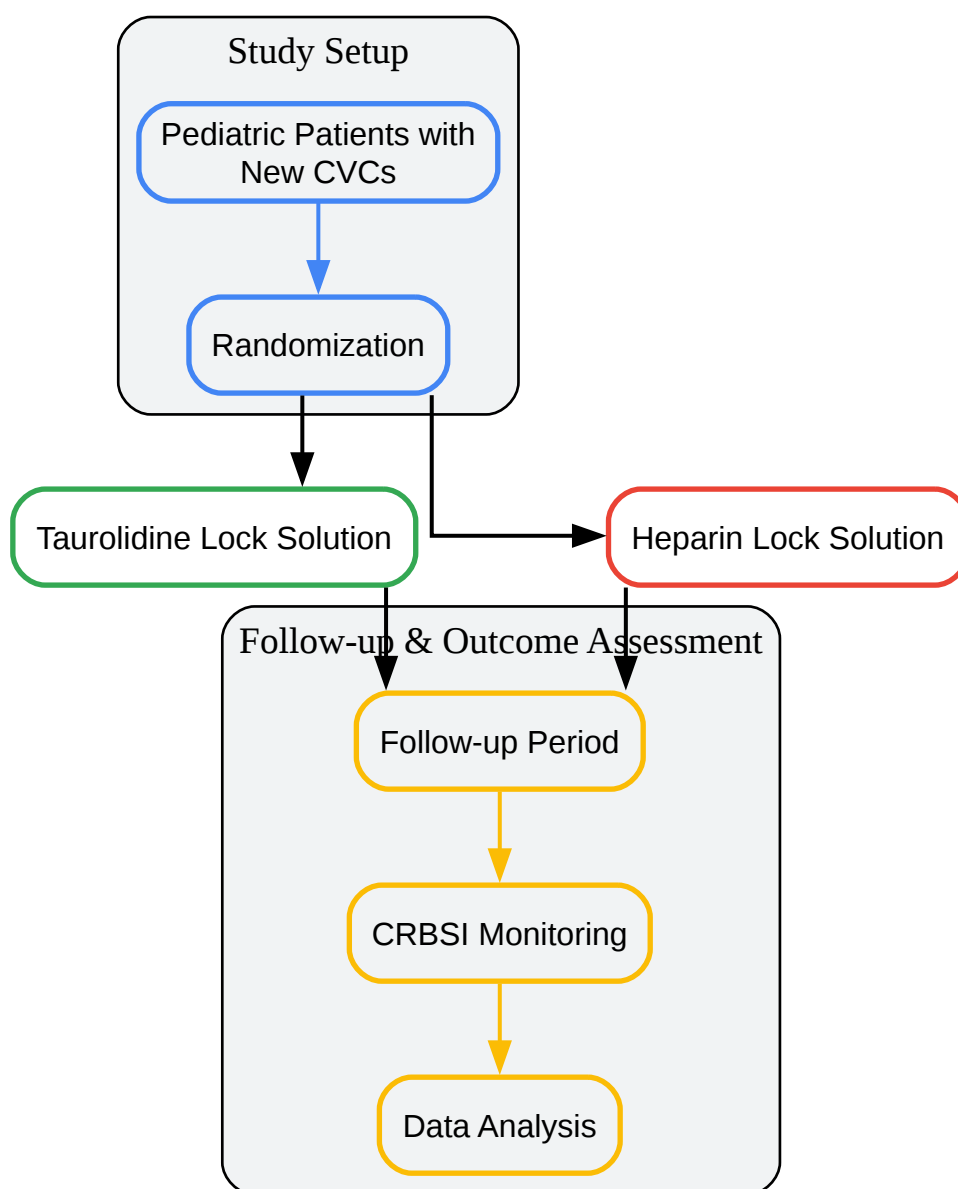 Study Setup
Pediatric Patients with
New CVCs
Randomization
Taurolidine Lock Solution
Heparin Lock Solution
Follow-up & Outcome Assessment
Follow-up Period
CRBSI Monitoring
Data Analysis